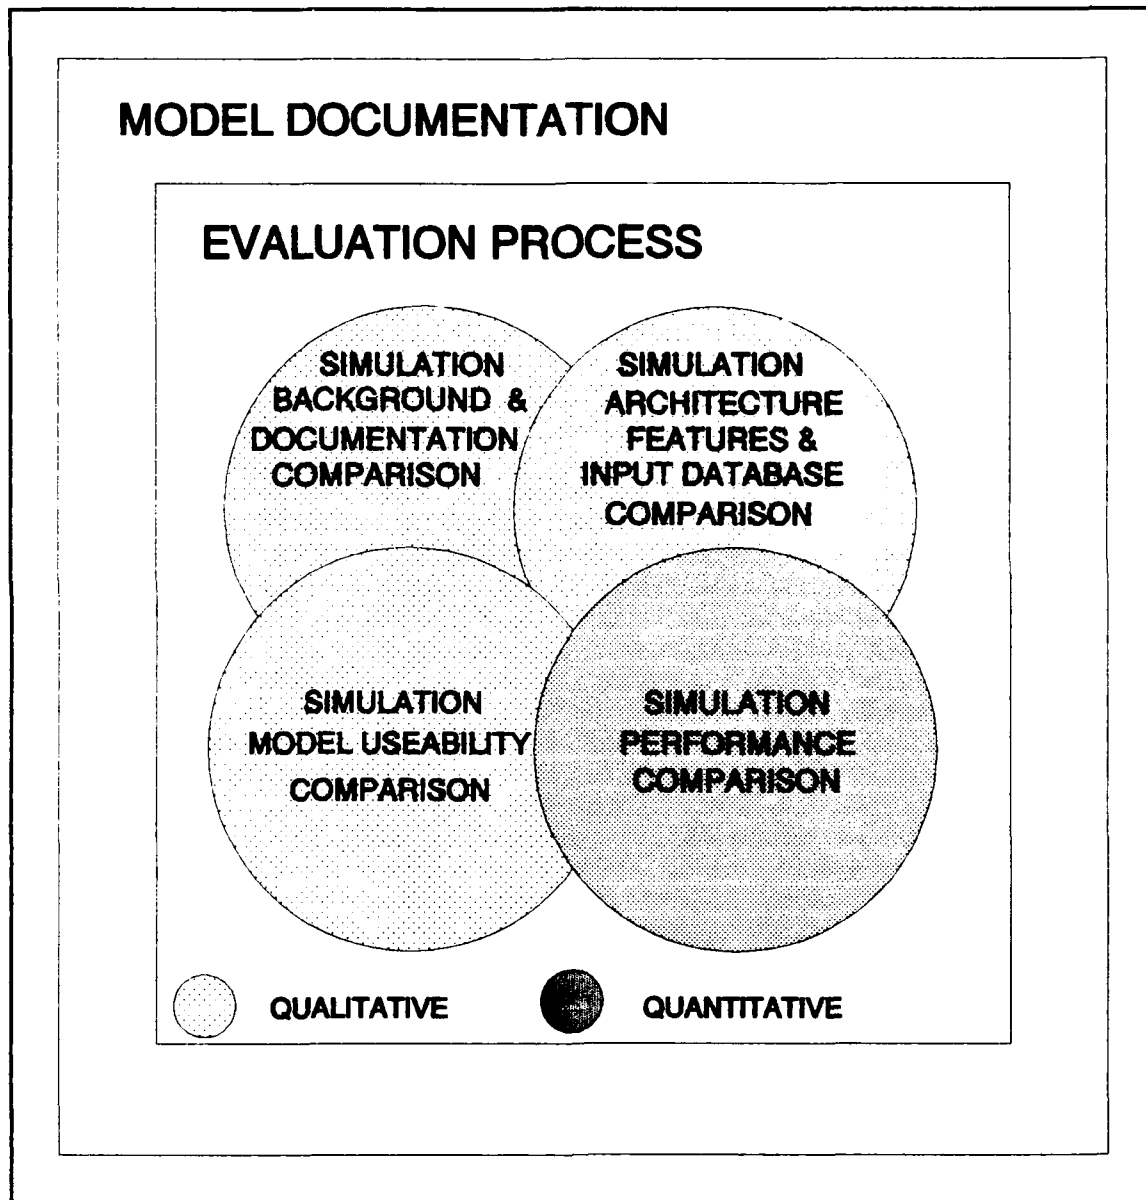 MODEL DOCUMENTATION
EVALUATION PROCESS
SIMULATION
BACKGROUND &
DOCUMENTATION
COMPARISON
SIMULATION
ARCHITECTURE
FEATURES &
INPUT DATABASE
COMPARISON
SIMULATION
MODEL USEABILITY
COMPARISON
SIMULATION
PERFORMANCE
COMPARISON
QUALITATIVE
QUANTITATIVE